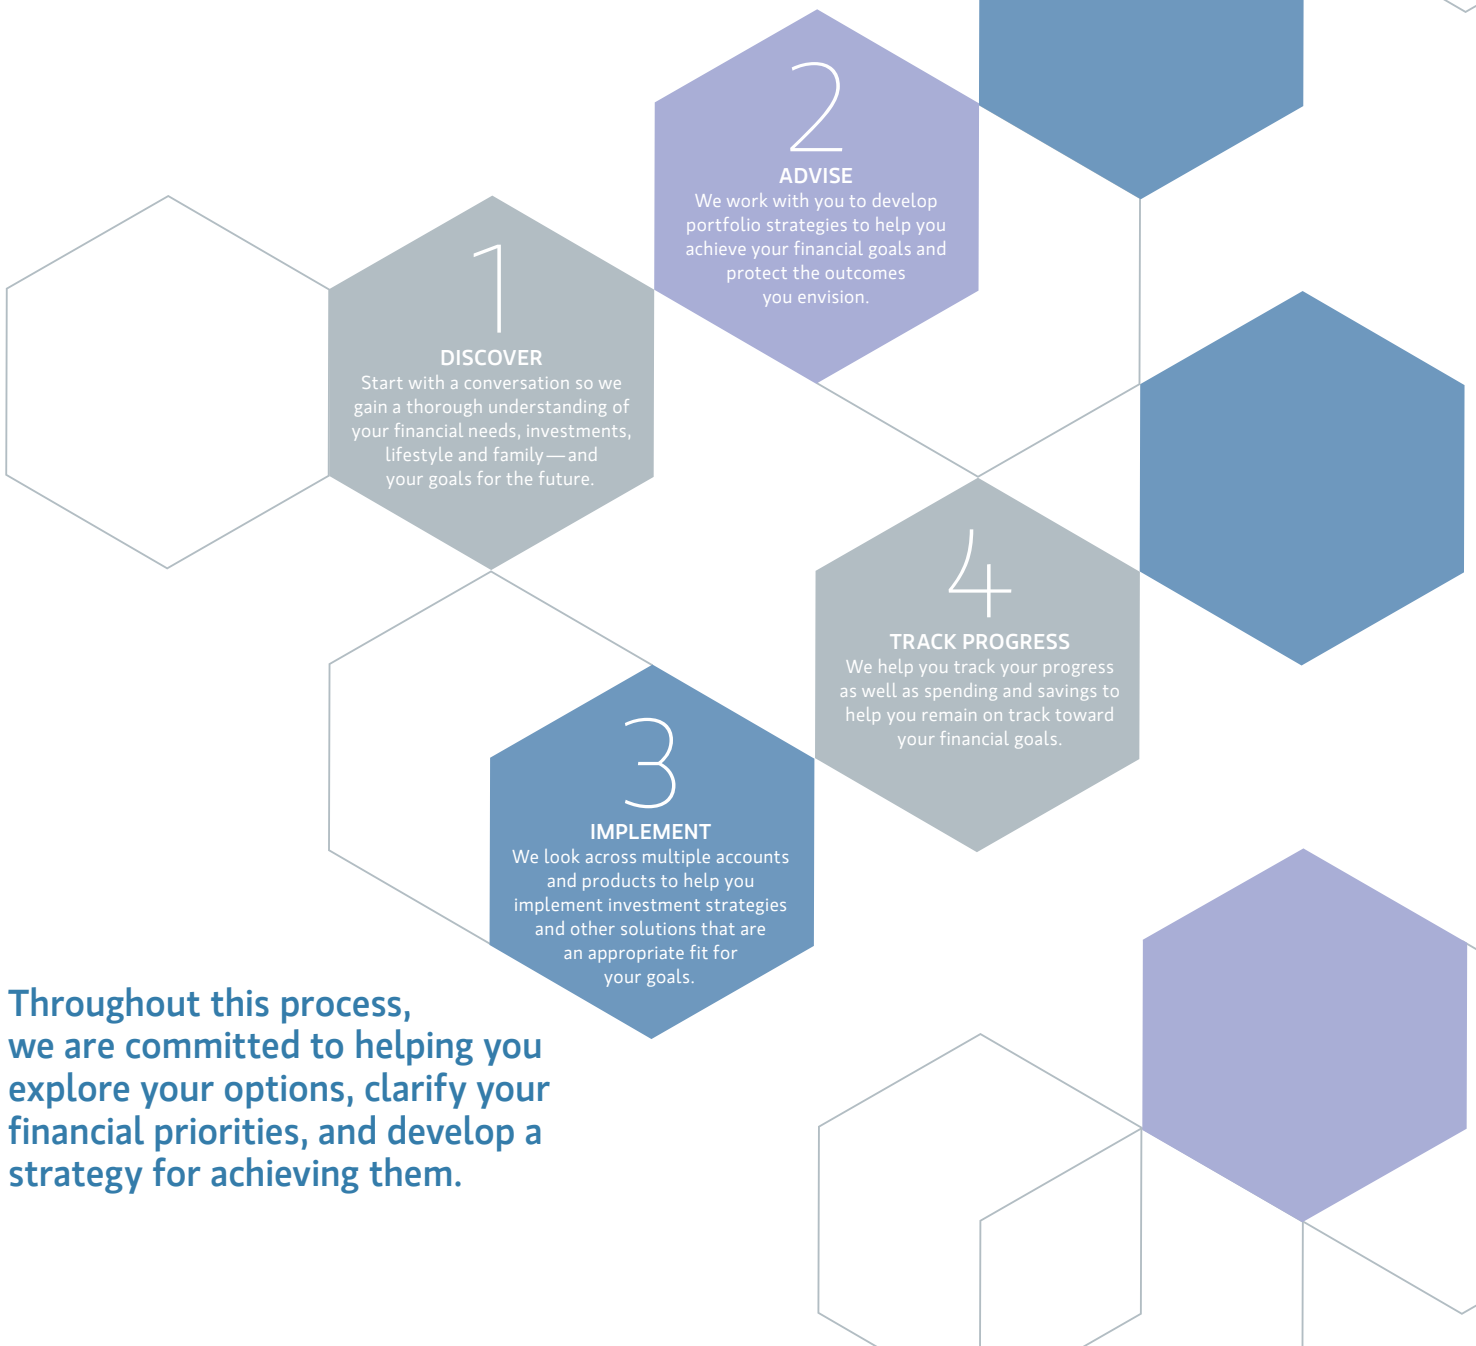 1
DISCOVER
Start with a conversation so we
gain a thorough understanding of
your financial needs, investments,
lifestyle and family — and
your goals for the future.
2
ADVISE
We work with you to develop
portfolio strategies to help you
achieve your financial goals and
protect the outcomes
you envision.
3
IMPLEMENT
We look across multiple accounts
and products to help you
implement investment strategies
and other solutions that are
an appropriate fit for
your goals.
4
TRACK PROGRESS
We help you track your progress
as well as spending and savings to
help you remain on track toward
your financial goals.
Throughout this process,
we are committed to helping you
explore your options, clarify your
financial priorities, and develop a
strategy for achieving them.